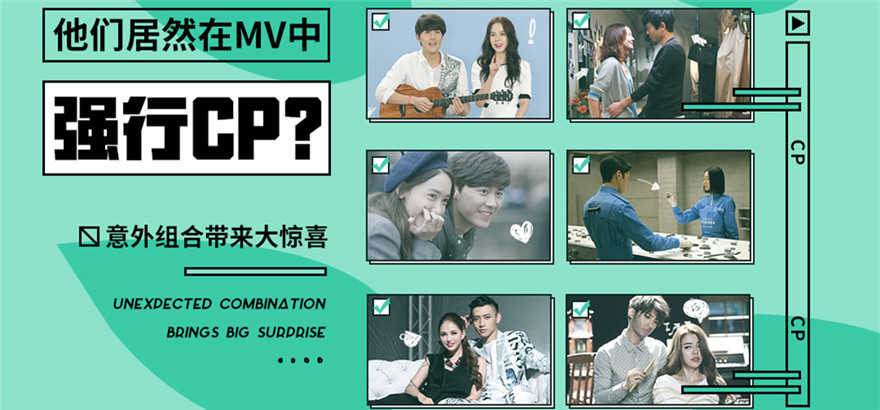 他们居然在MV中
强行CP?
意外组合带来大惊喜
UNEXPECTED COMBINATION
BRINGS BIG SURPRISE
CP
CP